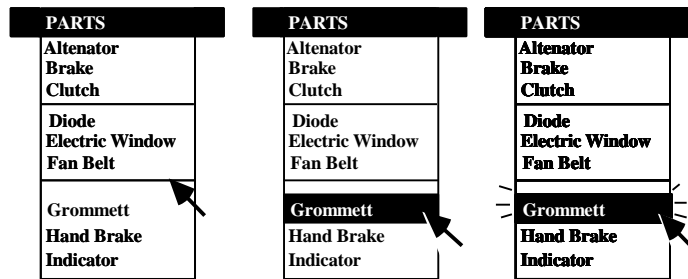 PARTS
Altenator
Brake
Clutch
Diode
Electric Window
Fan Belt
Grommett
Hand Brake
Indicator
PARTS
Altenator
Brake
Clutch
Diode
Electric Window
Fan Belt
Grommett
Hand Brake
Indicator
PARTS
Altenator
Brake
Clutch
Diode
Electric Window
Fan Belt
Grommett
Hand Brake
Indicator